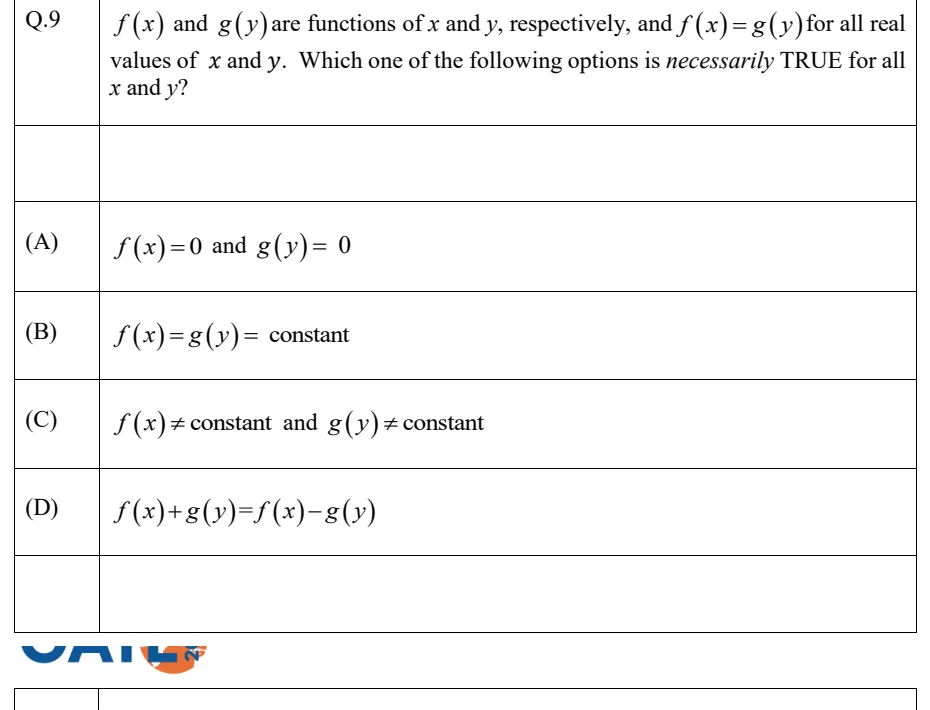 Q.9
f(x) and g(y) are functions of x and y, respectively, and f(x)=g(y) for all real
values of x and y. Which one of the following options is necessarily TRUE for all
x and y?
(A) f(x)=0 and g(y)= 0
(B) f(x)=g(y)= constant
(C) f(x)≠constant and g(y)≠constant
(D) f(x)+g(y)=f(x)−g(y)